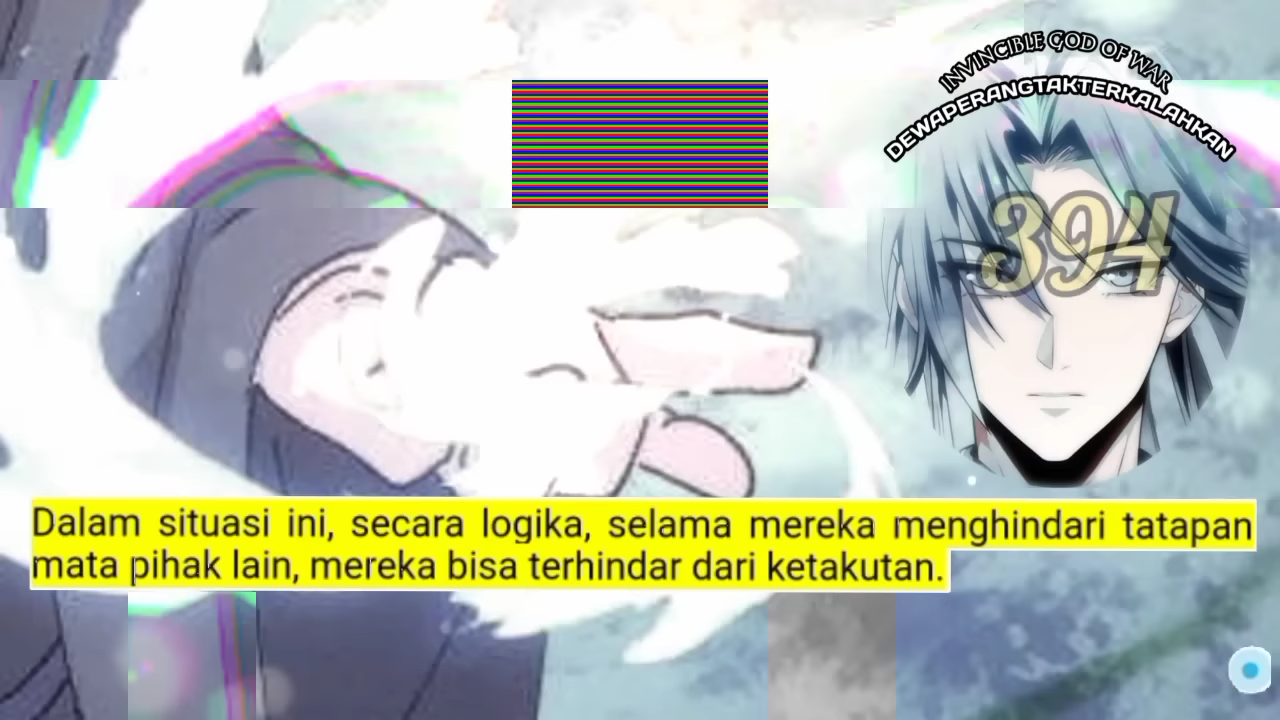 INVINCIBLE GOD OF WAR
DEWAPERANGTAKTERKALAHKAN
394
Dalam situasi ini, secara logika, selama mereka menghindari tatapan
mata pihak lain, mereka bisa terhindar dari ketakutan.